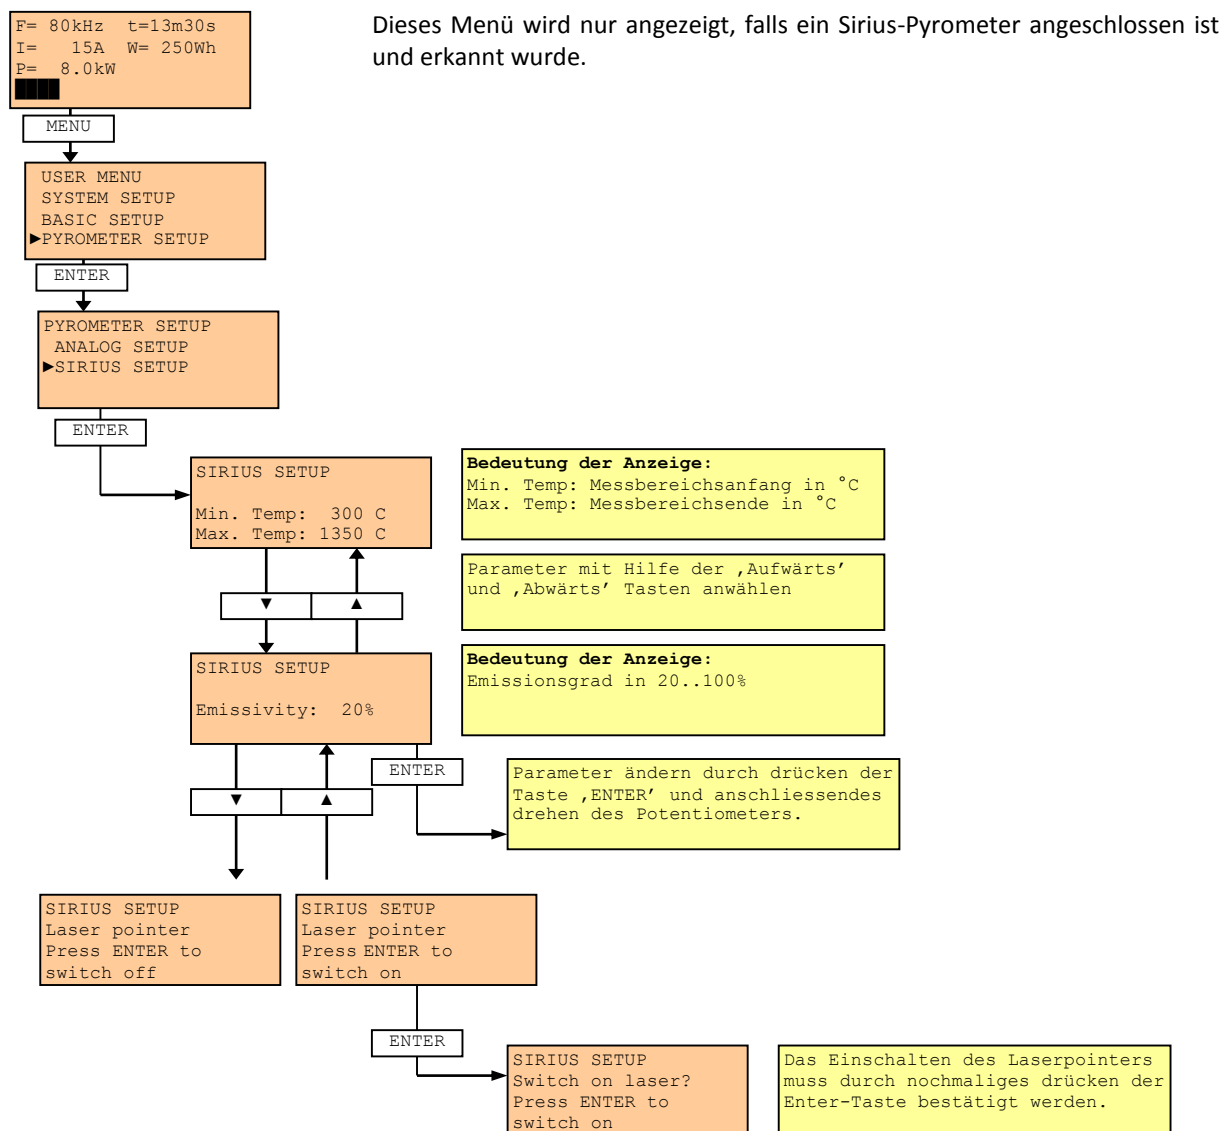 Dieses Menü wird nur angezeigt, falls ein Sirius-Pyrometer angeschlossen ist
und erkannt wurde.
F= 80kHz t=13m30s
I= 15A W= 250Wh
P= 8.0kW
MENU
USER MENU
SYSTEM SETUP
BASIC SETUP
►PYROMETER SETUP
ENTER
PYROMETER SETUP
ANALOG SETUP
►SIRIUS SETUP
ENTER
SIRIUS SETUP
Min. Temp: 300 C
Max. Temp: 1350 C
Bedeutung der Anzeige:
Min. Temp: Messbereichsanfang in °C
Max. Temp: Messbereichsende in °C
Parameter mit Hilfe der ‚Aufwärts’
und ‚Abwärts’ Tasten anwählen
▼ ▲
SIRIUS SETUP
Emissivity: 20%
Bedeutung der Anzeige:
Emissionsgrad in 20..100%
ENTER
Parameter ändern durch drücken der
Taste ‚ENTER’ und anschliessendes
drehen des Potentiometers.
▼ ▲
SIRIUS SETUP
Laser pointer
Press ENTER to
switch off
SIRIUS SETUP
Laser pointer
Press ENTER to
switch on
ENTER
SIRIUS SETUP
Switch on laser?
Press ENTER to
switch on
Das Einschalten des Laserpointers
muss durch nochmaliges drücken der
Enter-Taste bestätigt werden.